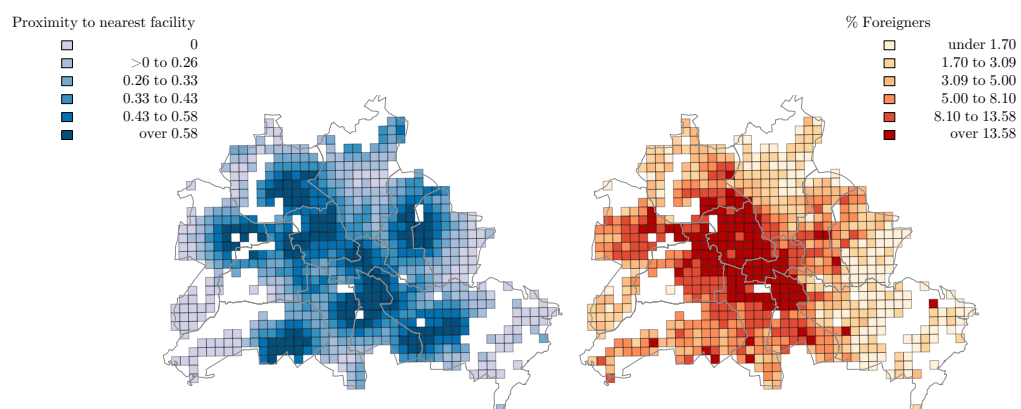 Proximity to nearest facility
0
>0 to 0.26
0.26 to 0.33
0.33 to 0.43
0.43 to 0.58
over 0.58
% Foreigners
under 1.70
1.70 to 3.09
3.09 to 5.00
5.00 to 8.10
8.10 to 13.58
over 13.58